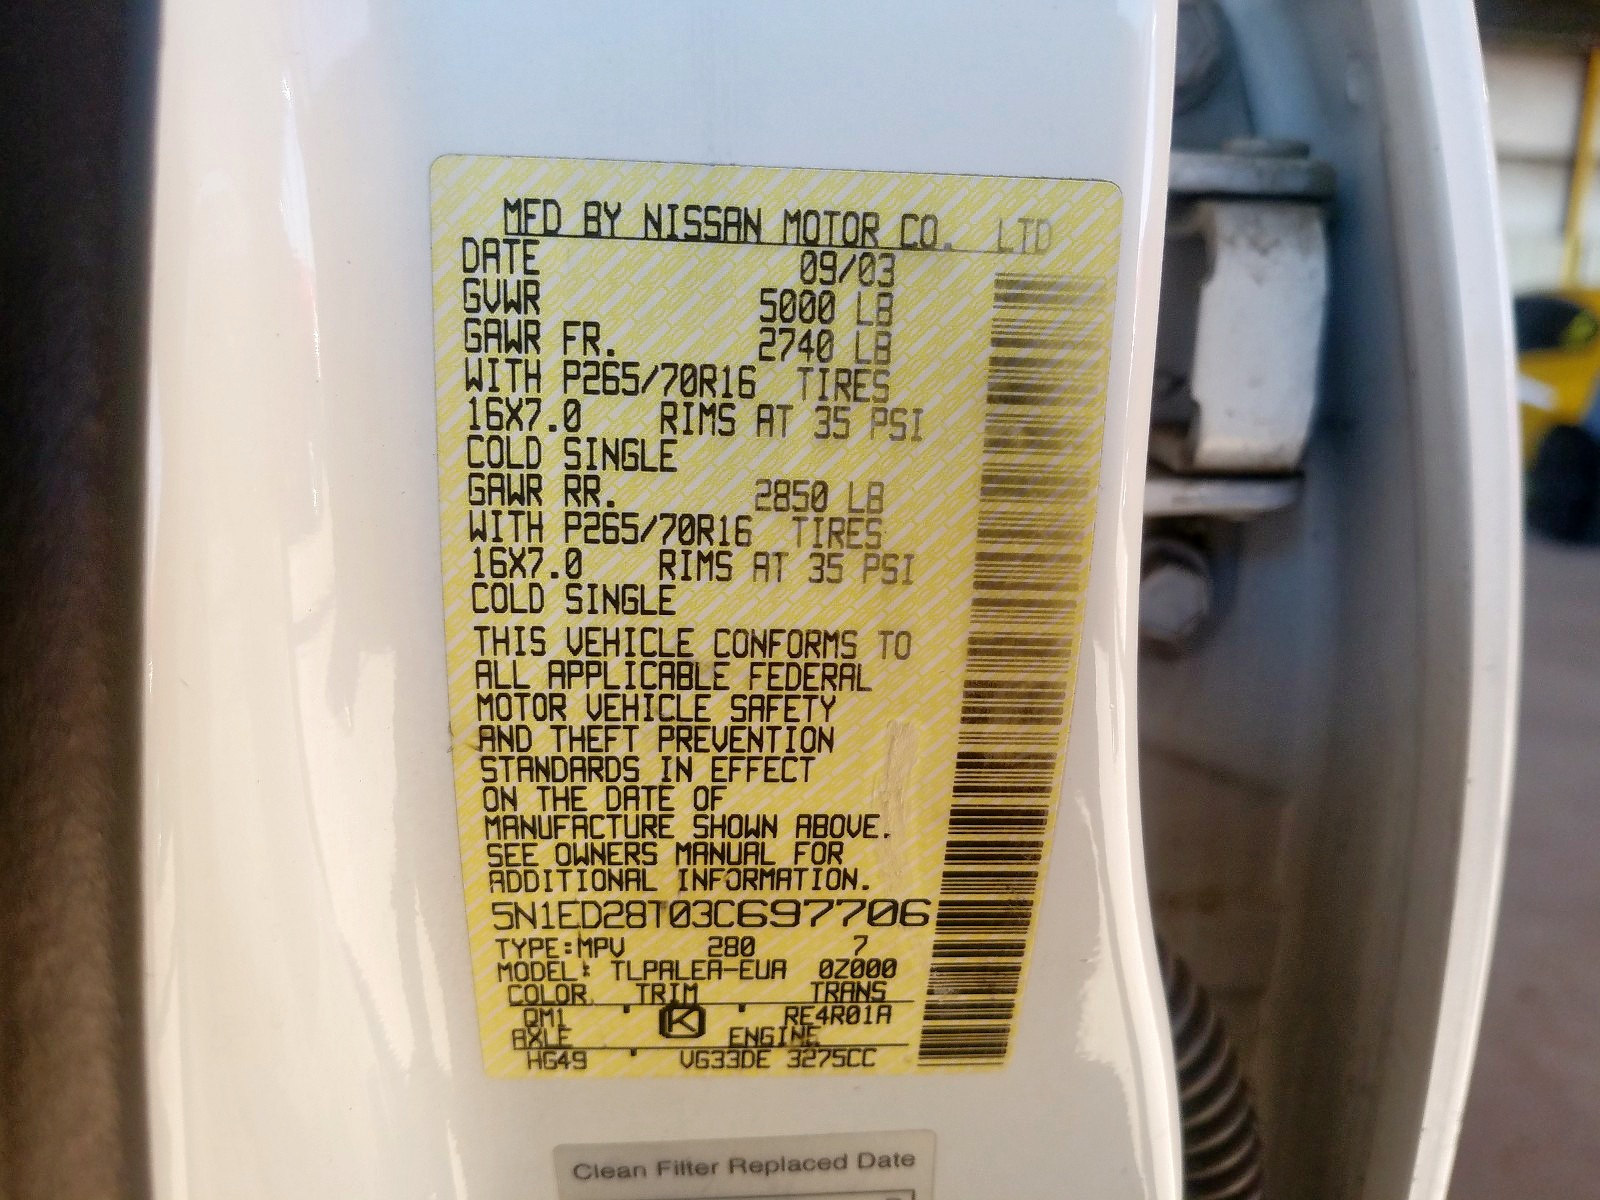 MFD BY NISSAN MOTOR CO. LTD
DATE 09/03
GVWR 5000 LB
GAWR FR. 2740 LB
WITH P265/70R16 TIRES
16X7.0 RIMS AT 35 PSI
COLD SINGLE
GAWR RR. 2850 LB
WITH P265/70R16 TIRES
16X7.0 RIMS AT 35 PSI
COLD SINGLE
THIS VEHICLE CONFORMS TO
ALL APPLICABLE FEDERAL
MOTOR VEHICLE SAFETY
AND THEFT PREVENTION
STANDARDS IN EFFECT
ON THE DATE OF
MANUFACTURE SHOWN ABOVE.
SEE OWNERS MANUAL FOR
ADDITIONAL INFORMATION.
5N1ED28T03C697706
TYPE:MPV 280 7
MODEL: TLPALEA-EUA 0Z000
COLOR TRIM TRANS
QM1 K RE4R01A
AXLE ENGINE
HG49 VG33DE 3275CC
Clean Filter Replaced Date